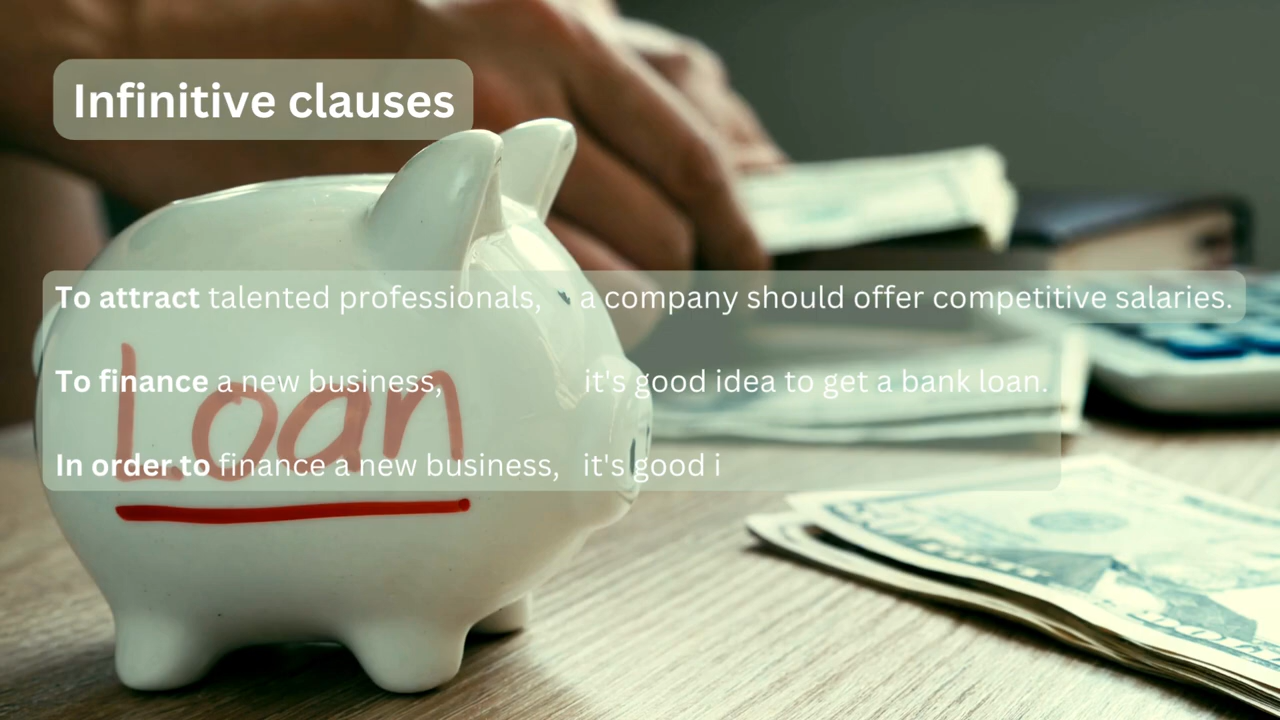 Infinitive clauses
To attract talented professionals, a company should offer competitive salaries.
To finance a new business, it's good idea to get a bank loan.
In order to finance a new business, it's good i
Loan